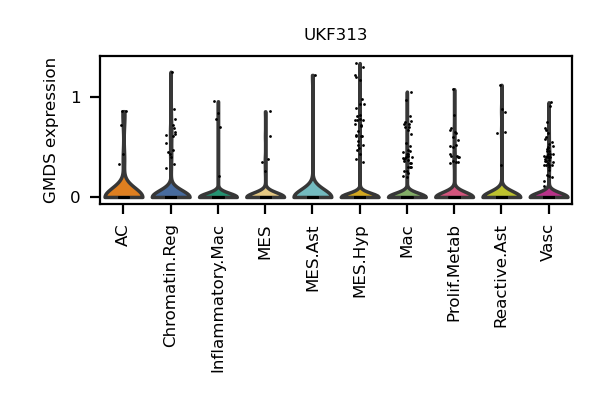 UKF313
GMDS expression
1
0
AC
Chromatin.Reg
Inflammatory.Mac
MES
MES.Ast
MES.Hyp
Mac
Prolif.Metab
Reactive.Ast
Vasc